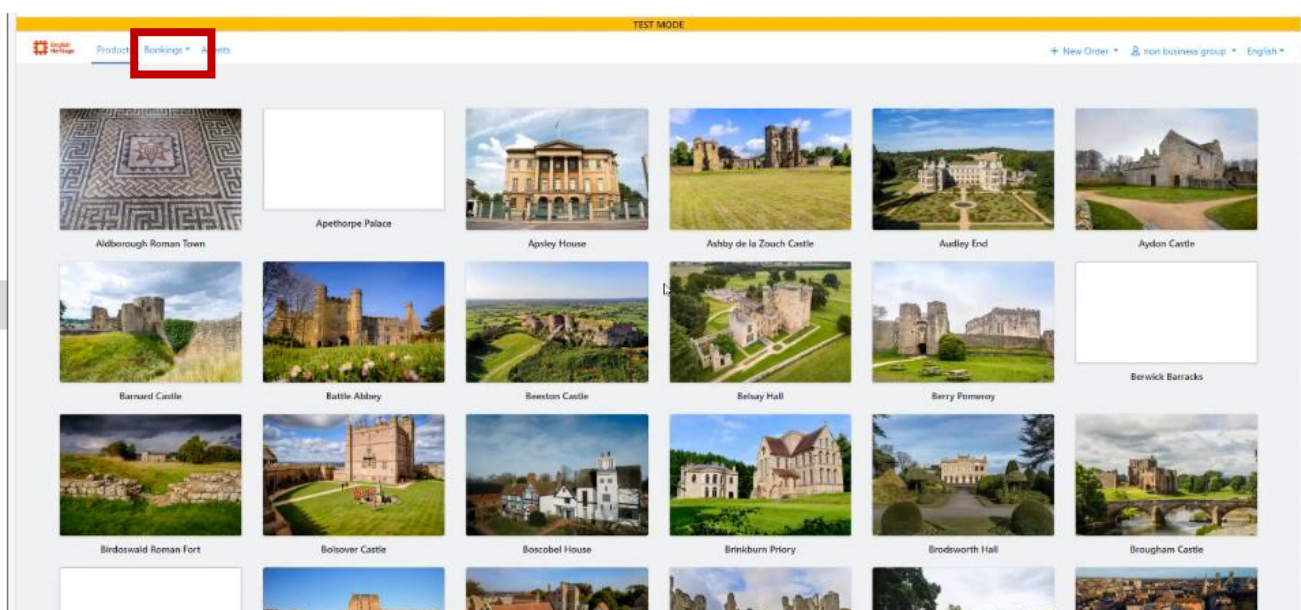 TEST MODE
English Heritage
Products Bookings Agents
+ New Order non business group English
Apethorpe Palace
Aldborough Roman Town Apsley House Ashby de la Zouch Castle Audley End Aydon Castle
Berwick Barracks
Barnard Castle Battle Abbey Beeston Castle Belsay Hall Berry Pomeroy
Birdoswald Roman Fort Bolsover Castle Boscobel House Brinkburn Priory Brodsworth Hall Brougham Castle